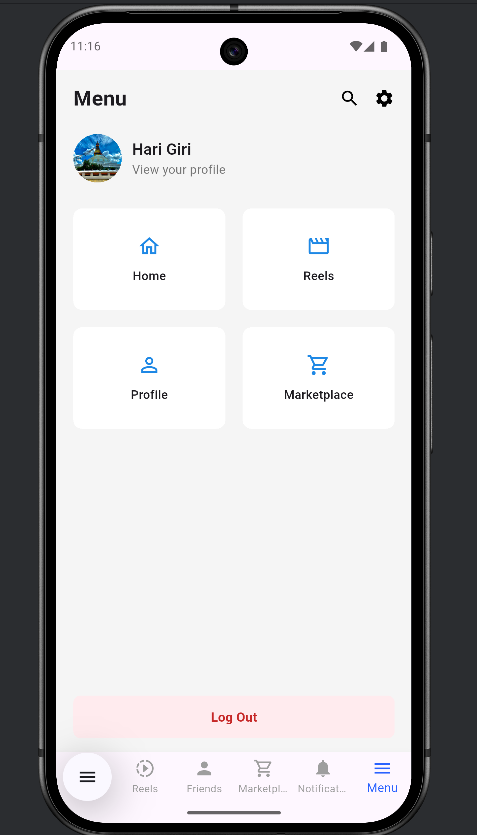 11:16
Menu
Hari Giri
View your profile
Home
Reels
Profile
Marketplace
Log Out
Reels
Friends
Marketpl...
Notificat...
Menu